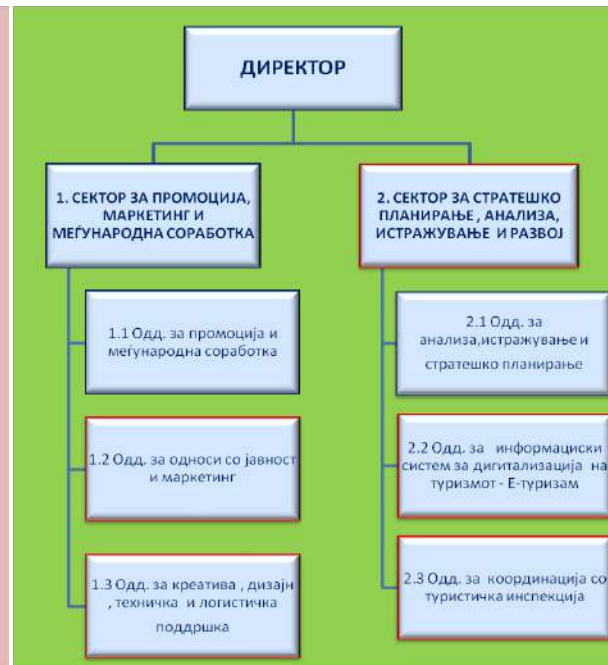 ДИРЕКТОР
1. СЕКТОР ЗА ПРОМОЦИЈА,
МАРКЕТИНГ И
МЕЃУНАРОДНА СОРАБОТКА
1.1 Одд. за промоција и
меѓународна соработка
1.2 Одд. за односи со јавност
и маркетинг
1.3 Одд. за креатива , дизајн
, техничка и логистичка
поддршка
2. СЕКТОР ЗА СТРАТЕШКО
ПЛАНИРАЊЕ , АНАЛИЗА,
ИСТРАЖУВАЊЕ И РАЗВОЈ
2.1 Одд. за
анализа,истражување и
стратешко планирање
2.2 Одд. за информациски
систем за дигитализација на
туризмот - Е-туризам
2.3 Одд. за координација со
туристичка инспекција